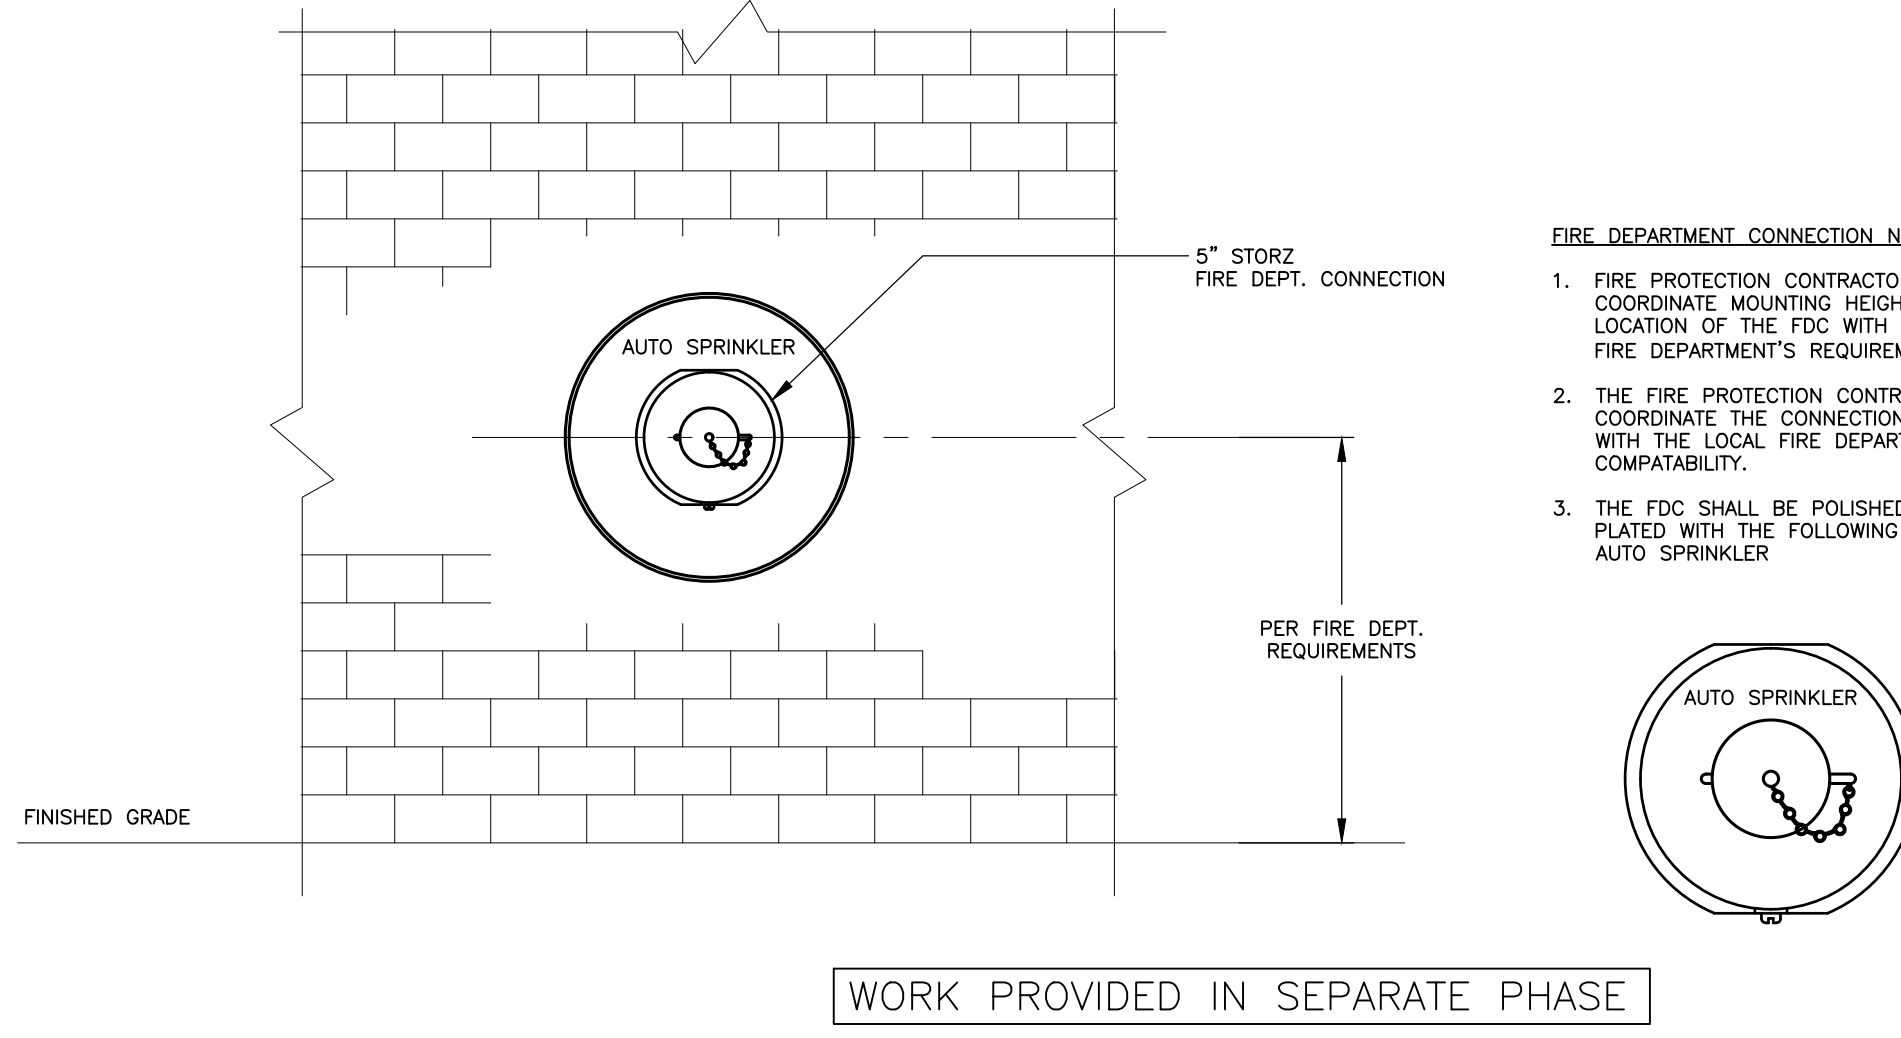 5" STORZ
FIRE DEPT. CONNECTION
AUTO SPRINKLER
PER FIRE DEPT.
REQUIREMENTS
FINISHED GRADE
FIRE DEPARTMENT CONNECTION
1. FIRE PROTECTION
COORDINATE MOUNTING
LOCATION OF THE FDC WITH
FIRE DEPARTMENT'S
2. THE FIRE PROTECTION
COORDINATE THE CONNECTION
WITH THE LOCAL FIRE
COMPATABILITY.
3. THE FDC SHALL BE
PLATED WITH THE FOLLOWING
AUTO SPRINKLER
AUTO SPRINKLER
WORK PROVIDED IN SEPARATE PHASE